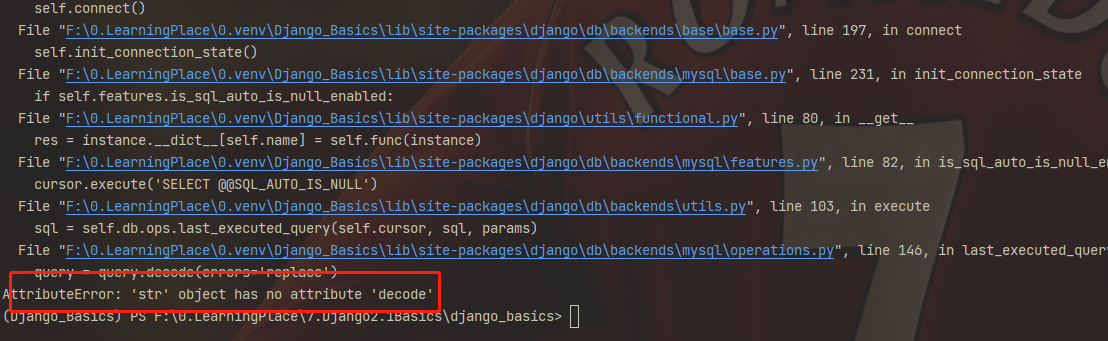 self.connect()
File "F:\0.LearningPlace\0.venv\Django_Basics\lib\site-packages\django\db\backends\base\base.py", line 197, in connect
self.init_connection_state()
File "F:\0.LearningPlace\0.venv\Django_Basics\lib\site-packages\django\db\backends\mysql\base.py", line 231, in init_connection_state
if self.features.is_sql_auto_is_null_enabled:
File "F:\0.LearningPlace\0.venv\Django_Basics\lib\site-packages\django\utils\functional.py", line 80, in __get__
res = instance.__dict__[self.name] = self.func(instance)
File "F:\0.LearningPlace\0.venv\Django_Basics\lib\site-packages\django\db\backends\mysql\features.py", line 82, in is_sql_auto_is_null_en
cursor.execute('SELECT @@SQL_AUTO_IS_NULL')
File "F:\0.LearningPlace\0.venv\Django_Basics\lib\site-packages\django\db\backends\utils.py", line 103, in execute
sql = self.db.ops.last_executed_query(self.cursor, sql, params)
File "F:\0.LearningPlace\0.venv\Django_Basics\lib\site-packages\django\db\backends\mysql\operations.py", line 146, in last_executed_query
query = query.decode(errors='replace')
AttributeError: 'str' object has no attribute 'decode'
(Django_Basics) PS F:\0.LearningPlace\7.Django2.1Basics\django_basics>
7